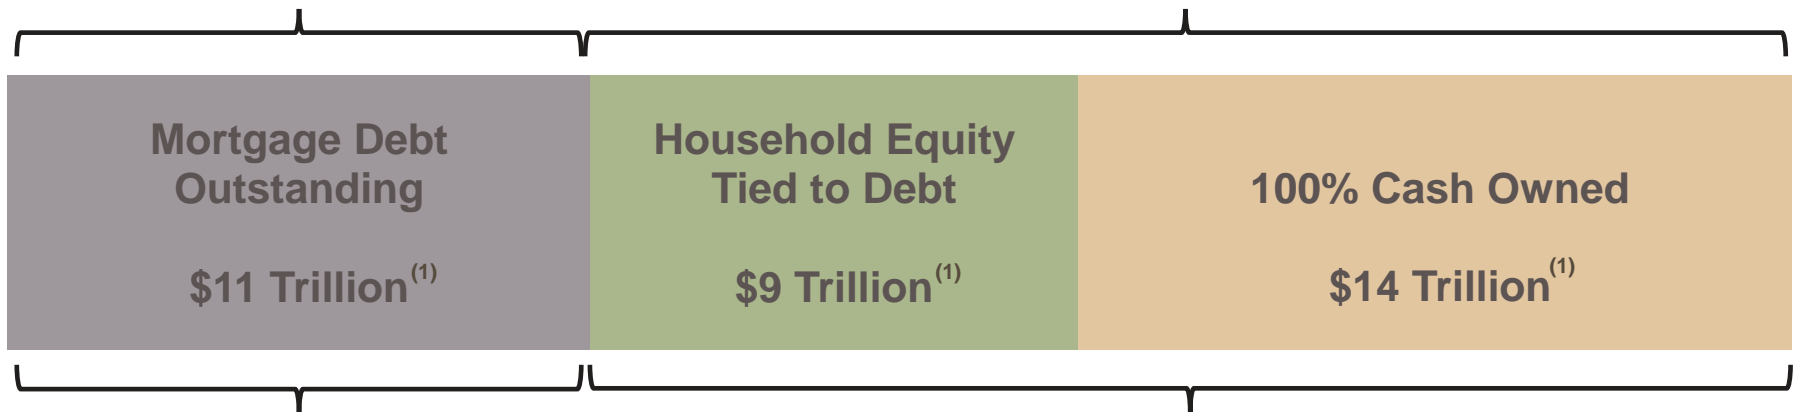 Mortgage Debt
Outstanding
$11 Trillion(1)
Household Equity
Tied to Debt
$9 Trillion(1)
100% Cash Owned
$14 Trillion(1)